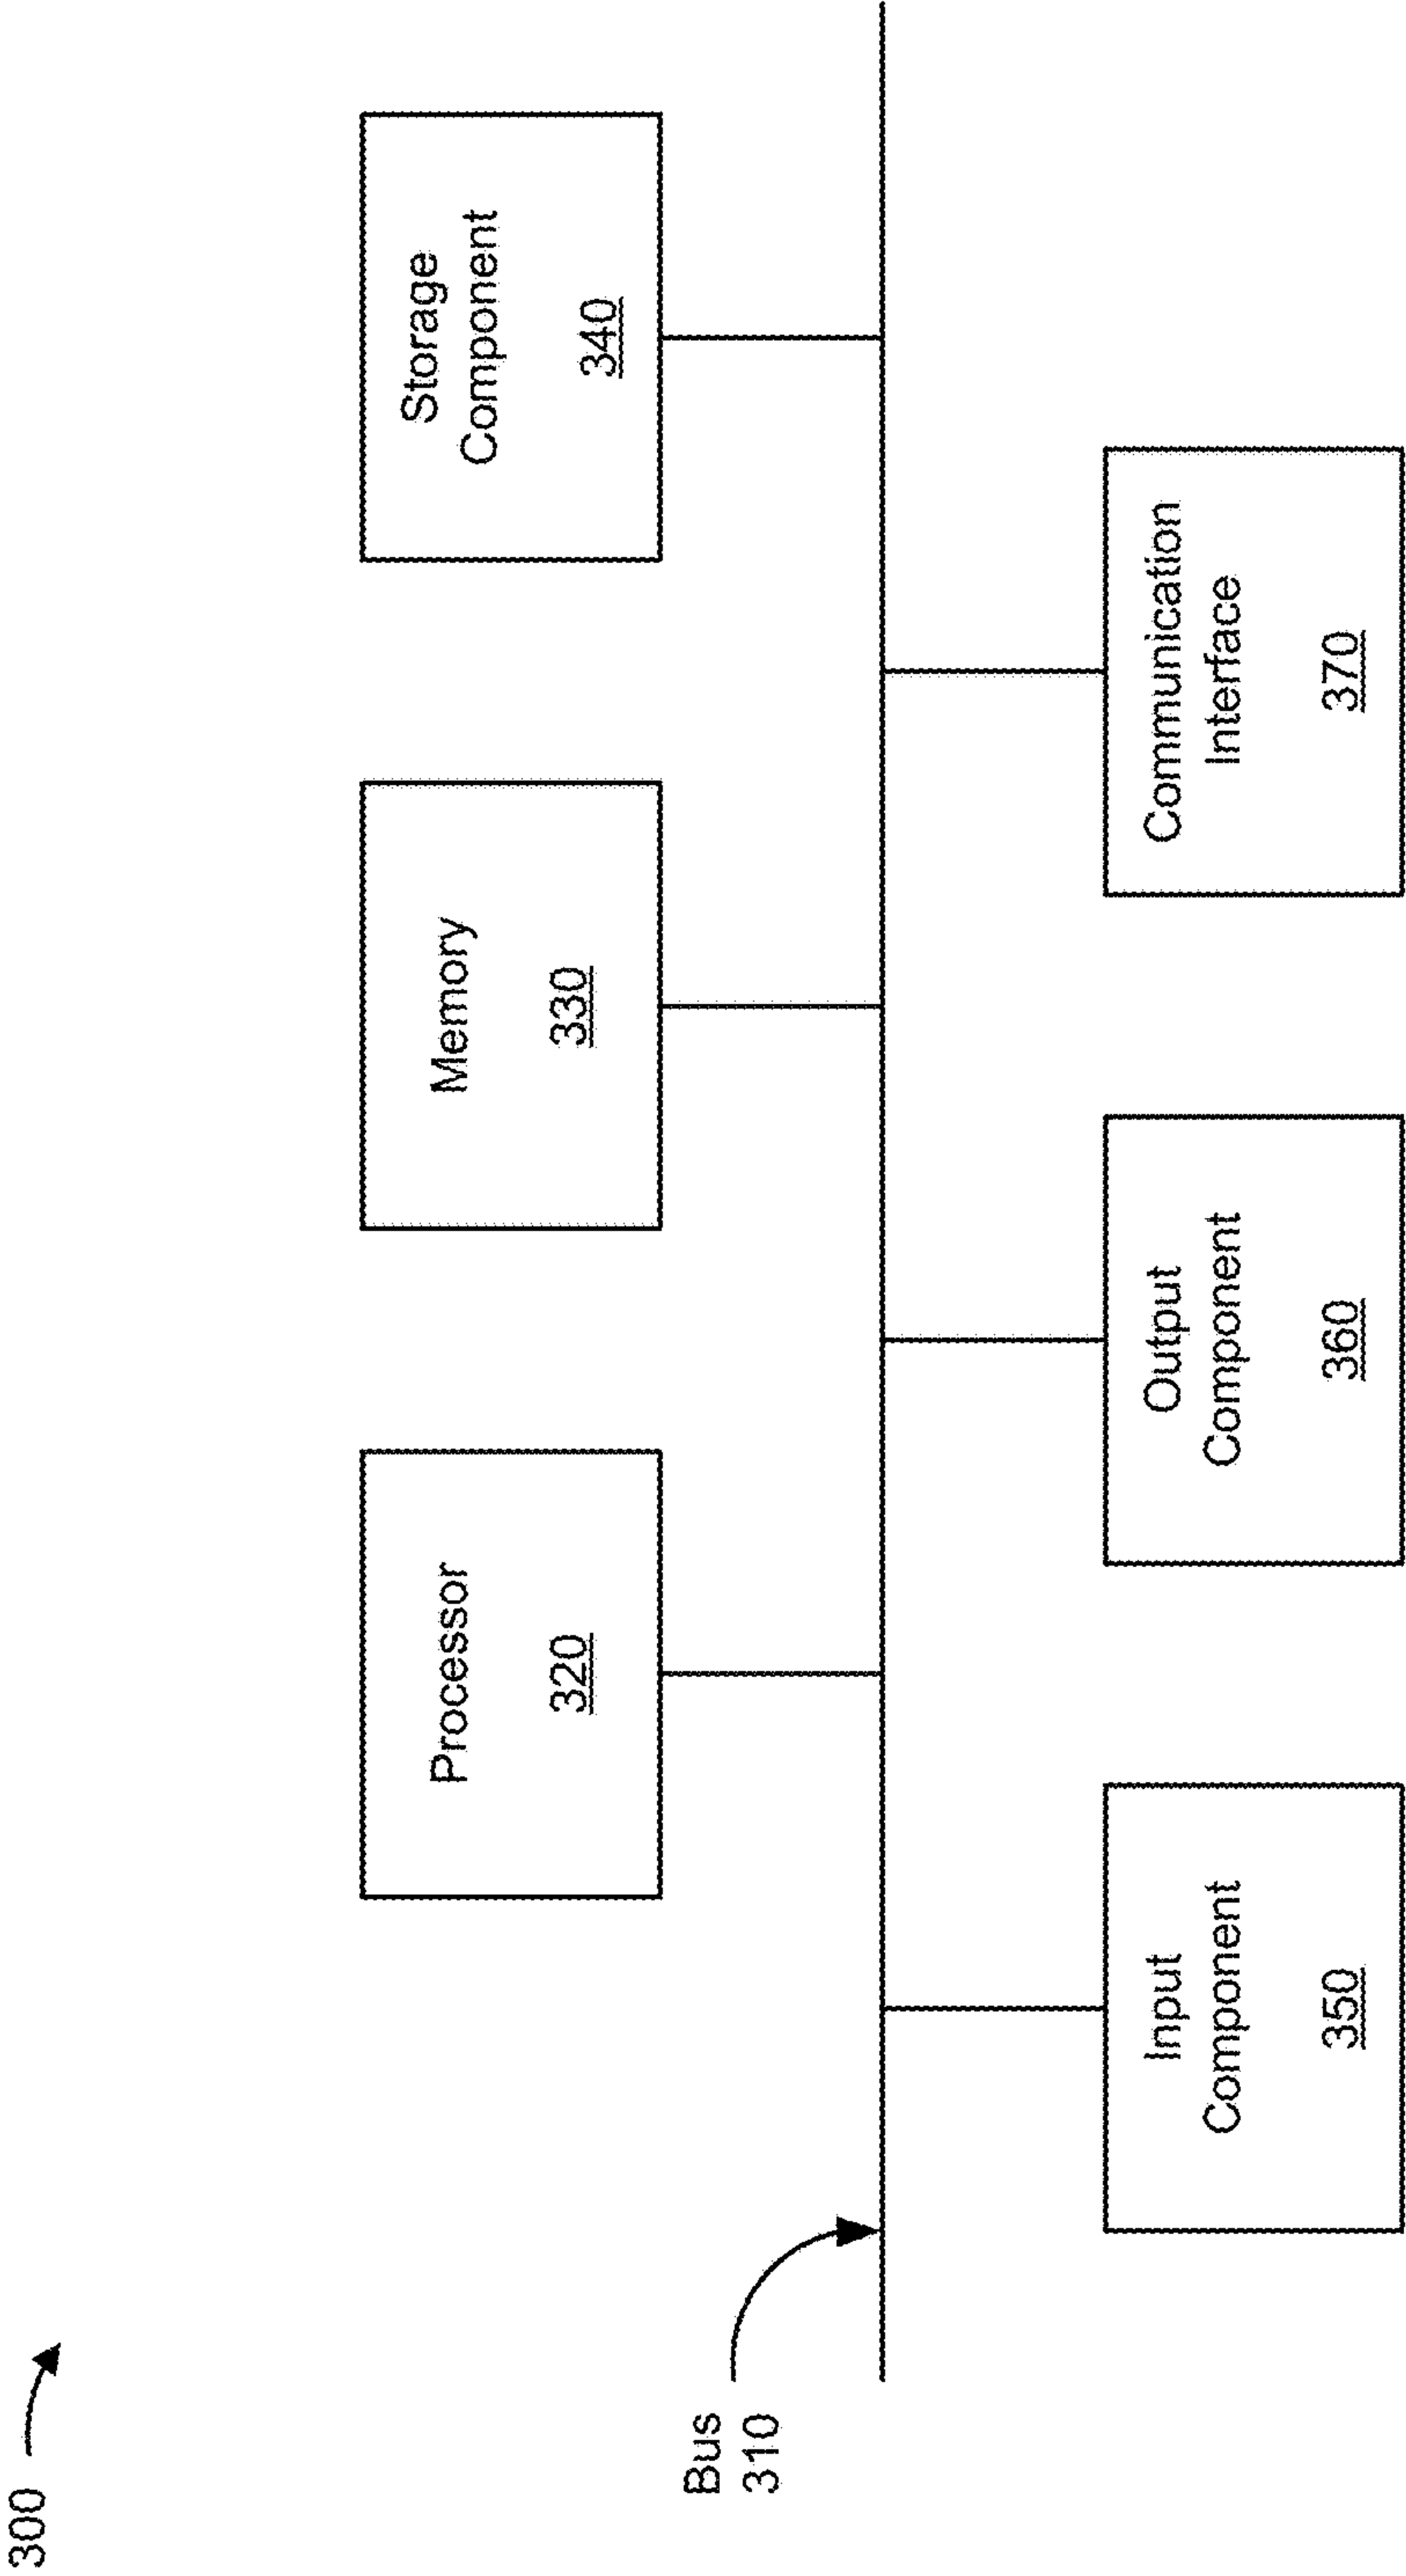 300
Processor
320
Memory
330
Storage
Component
340
Bus
310
Input
Component
350
Output
Component
360
Communication
Interface
370